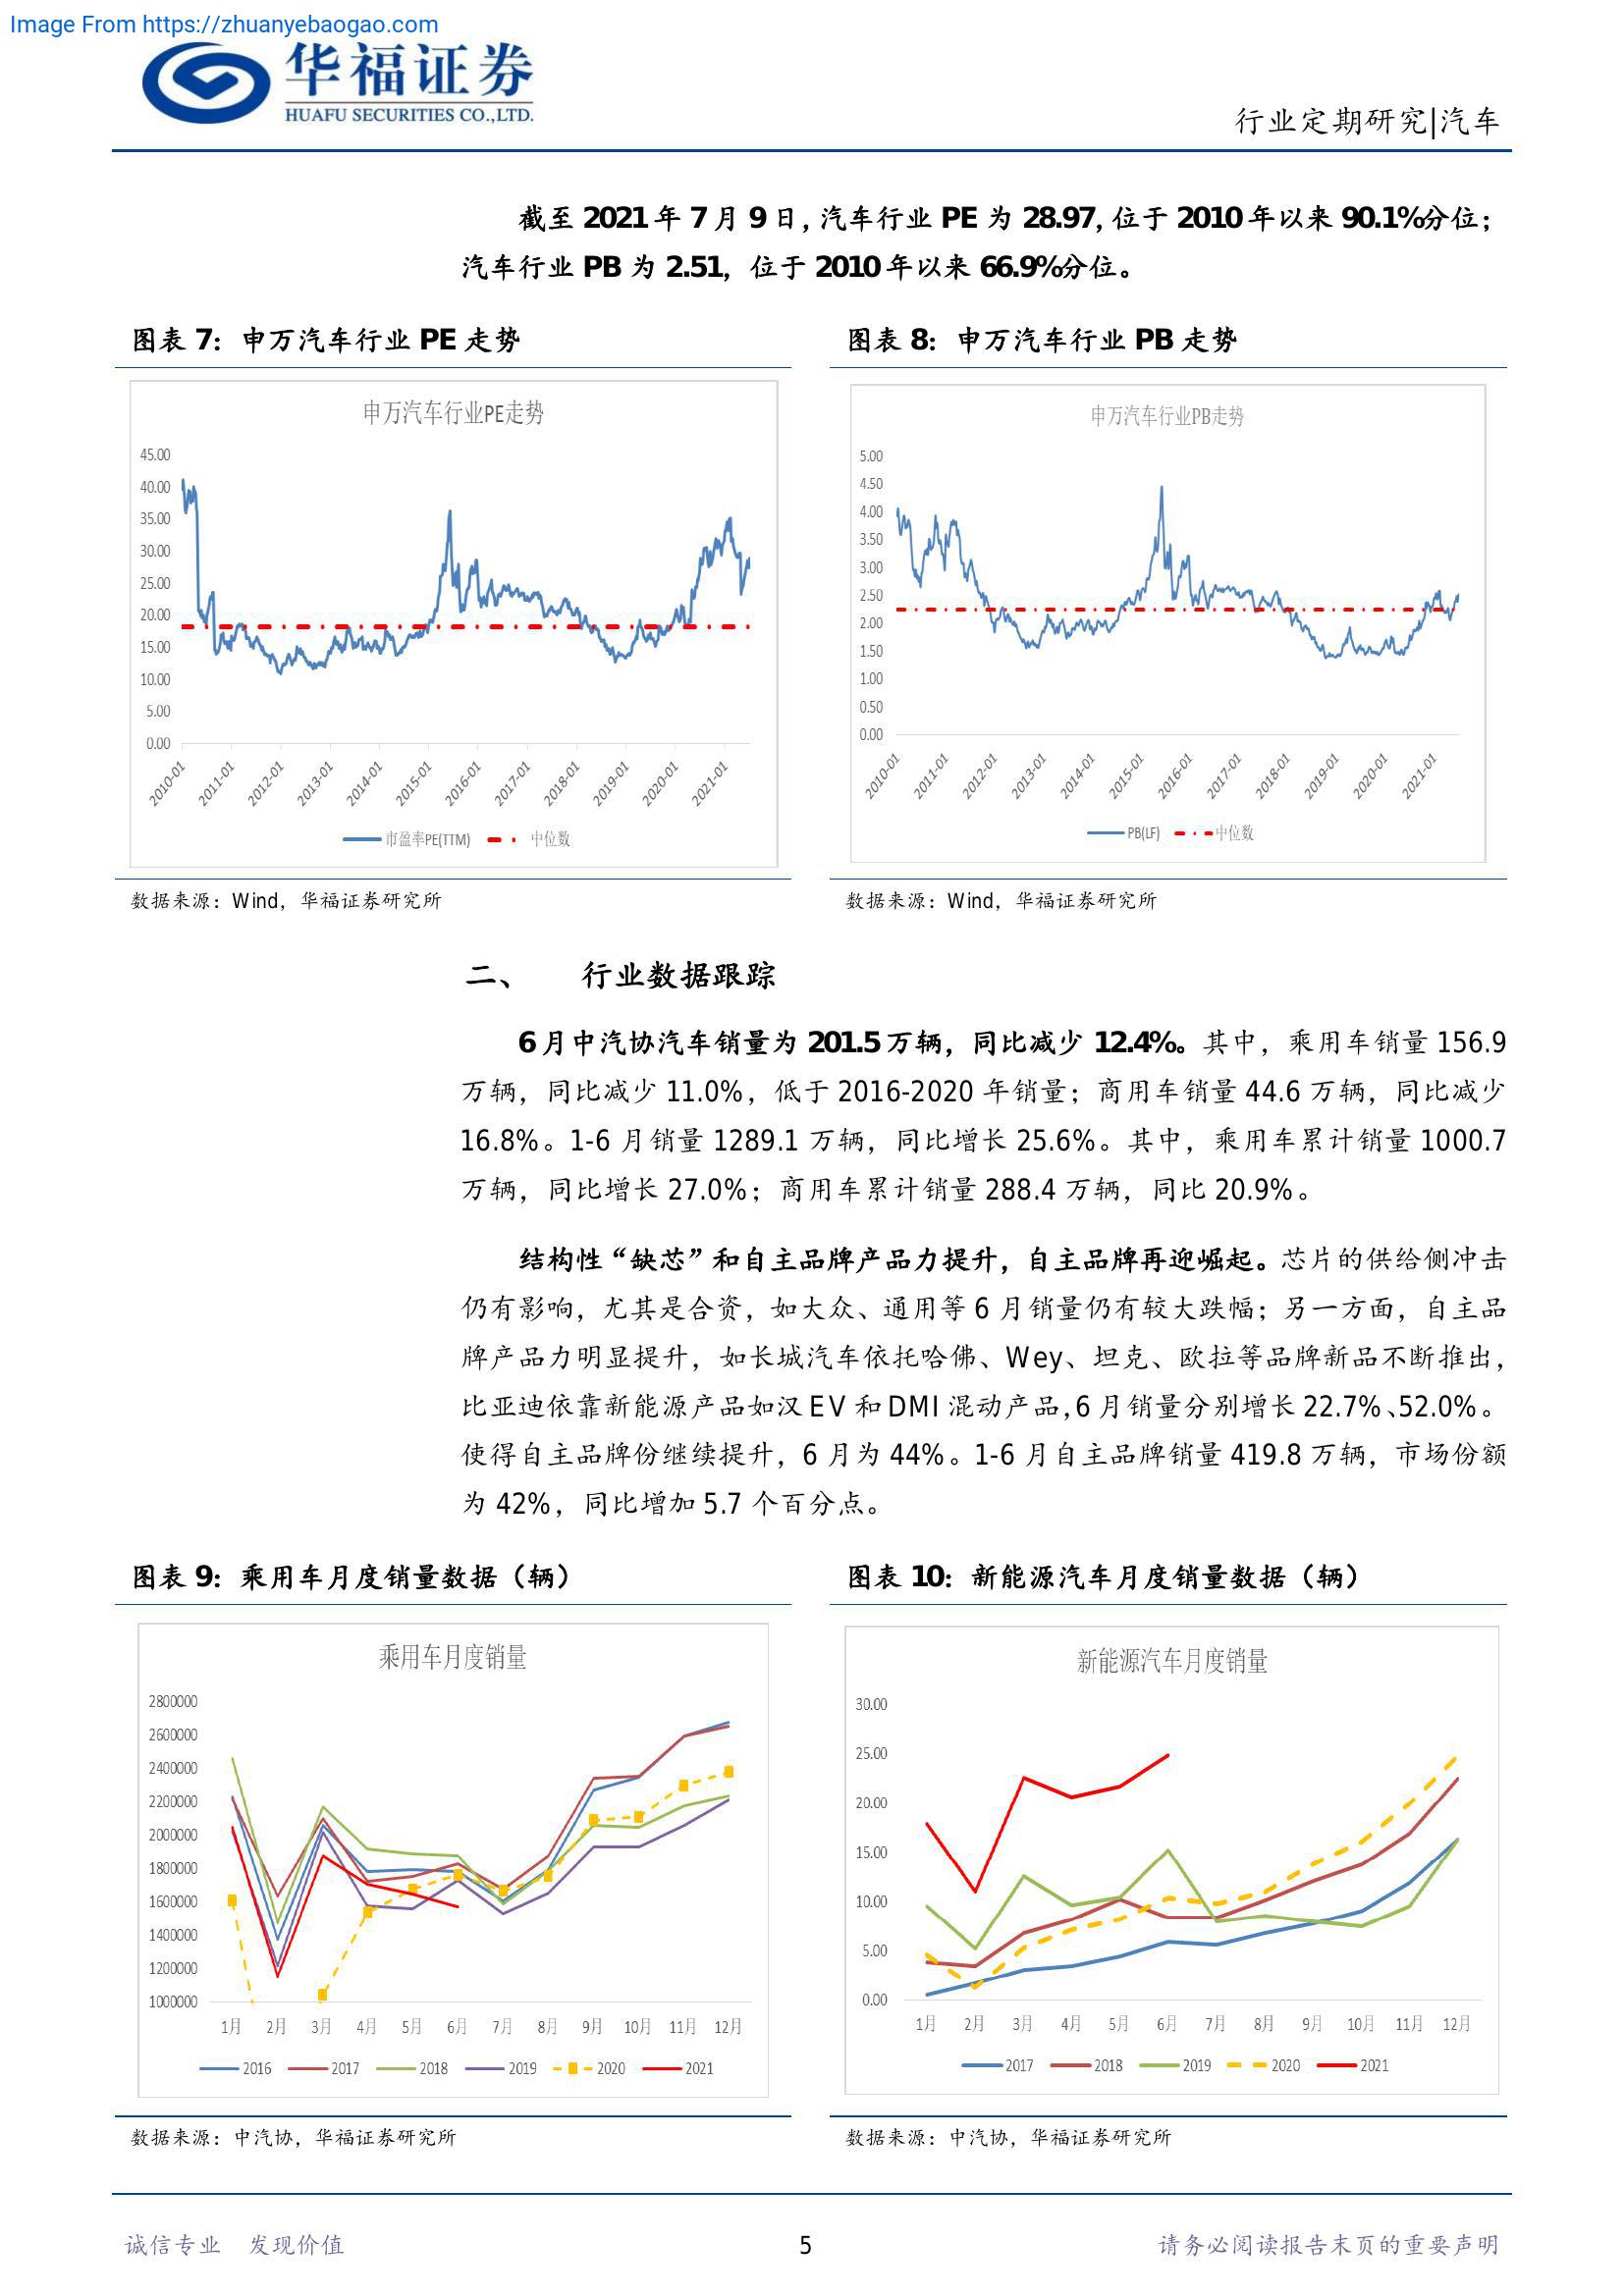 Image From https://zhuanyebaogao.com
华福证券
HUAFU SECURITIES CO.,LTD.
行业定期研究|汽车
截至 2021 年 7 月 9 日，汽车行业 PE 为 28.97，位于 2010 年以来 90.1%分位；
汽车行业 PB 为 2.51，位于 2010 年以来 66.9%分位。
图表 7：申万汽车行业 PE 走势
申万汽车行业PE走势
45.00
40.00
35.00
30.00
25.00
20.00
15.00
10.00
5.00
0.00
2010-01 2011-01 2012-01 2013-01 2014-01 2015-01 2016-01 2017-01 2018-01 2019-01 2020-01 2021-01
市盈率PE(TTM) 中位数
数据来源：Wind，华福证券研究所
图表 8：申万汽车行业 PB 走势
申万汽车行业PB走势
5.00
4.50
4.00
3.50
3.00
2.50
2.00
1.50
1.00
0.50
0.00
2010-01 2011-01 2012-01 2013-01 2014-01 2015-01 2016-01 2017-01 2018-01 2019-01 2020-01 2021-01
PB(LF) 中位数
数据来源：Wind，华福证券研究所
二、 行业数据跟踪
6 月中汽协汽车销量为 201.5 万辆，同比减少 12.4%。其中，乘用车销量 156.9
万辆，同比减少 11.0%，低于 2016-2020 年销量；商用车销量 44.6 万辆，同比减少
16.8%。1-6 月销量 1289.1 万辆，同比增长 25.6%。其中，乘用车累计销量 1000.7
万辆，同比增长 27.0%；商用车累计销量 288.4 万辆，同比 20.9%。
结构性“缺芯”和自主品牌产品力提升，自主品牌再迎崛起。芯片的供给侧冲击
仍有影响，尤其是合资，如大众、通用等 6 月销量仍有较大跌幅；另一方面，自主品
牌产品力明显提升，如长城汽车依托哈佛、Wey、坦克、欧拉等品牌新品不断推出，
比亚迪依靠新能源产品如汉 EV 和 DMI 混动产品，6 月销量分别增长 22.7%、52.0%。
使得自主品牌份继续提升，6 月为 44%。1-6 月自主品牌销量 419.8 万辆，市场份额
为 42%，同比增加 5.7 个百分点。
图表 9：乘用车月度销量数据（辆）
乘用车月度销量
2800000
2600000
2400000
2200000
2000000
1800000
1600000
1400000
1200000
1000000
1月 2月 3月 4月 5月 6月 7月 8月 9月 10月 11月 12月
2016 2017 2018 2019 2020 2021
数据来源：中汽协，华福证券研究所
图表 10：新能源汽车月度销量数据（辆）
新能源汽车月度销量
30.00
25.00
20.00
15.00
10.00
5.00
0.00
1月 2月 3月 4月 5月 6月 7月 8月 9月 10月 11月 12月
2017 2018 2019 2020 2021
数据来源：中汽协，华福证券研究所
诚信专业 发现价值
5
请务必阅读报告末页的重要声明